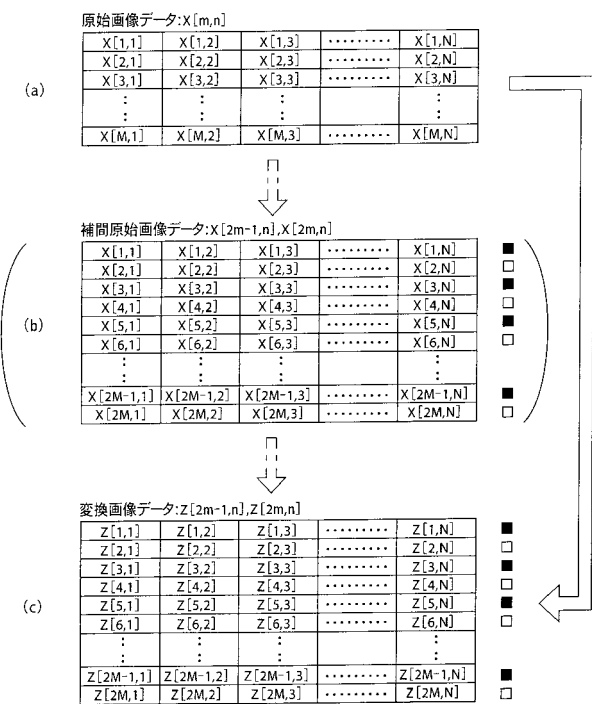 原始画像データ:X[m,n]
X[1,1] X[1,2] X[1,3] ········· X[1,N]
X[2,1] X[2,2] X[2,3] ········· X[2,N]
(a) X[3,1] X[3,2] X[3,3] ········· X[3,N]
: : : :
: : : :
X[M,1] X[M,2] X[M,3] ········· X[M,N]
補間原始画像データ:X[2m-1,n],X[2m,n]
X[1,1] X[1,2] X[1,3] ········· X[1,N] ■
X[2,1] X[2,2] X[2,3] ········· X[2,N] □
X[3,1] X[3,2] X[3,3] ········· X[3,N] ■
X[4,1] X[4,2] X[4,3] ········· X[4,N] □
(b) X[5,1] X[5,2] X[5,3] ········· X[5,N] ■
X[6,1] X[6,2] X[6,3] ········· X[6,N] □
: : : :
: : : :
X[2M-1,1] X[2M-1,2] X[2M-1,3] ········· X[2M-1,N] ■
X[2M,1] X[2M,2] X[2M,3] ········· X[2M,N] □
変換画像データ:Z[2m-1,n],Z[2m,n]
Z[1,1] Z[1,2] Z[1,3] ········· Z[1,N] ■
Z[2,1] Z[2,2] Z[2,3] ········· Z[2,N] □
Z[3,1] Z[3,2] Z[3,3] ········· Z[3,N] ■
Z[4,1] Z[4,2] Z[4,3] ········· Z[4,N] □
(c) Z[5,1] Z[5,2] Z[5,3] ········· Z[5,N] ■
Z[6,1] Z[6,2] Z[6,3] ········· Z[6,N] □
: : : :
: : : :
Z[2M-1,1] Z[2M-1,2] Z[2M-1,3] ········· Z[2M-1,N] ■
Z[2M,1] Z[2M,2] Z[2M,3] ········· Z[2M,N] □